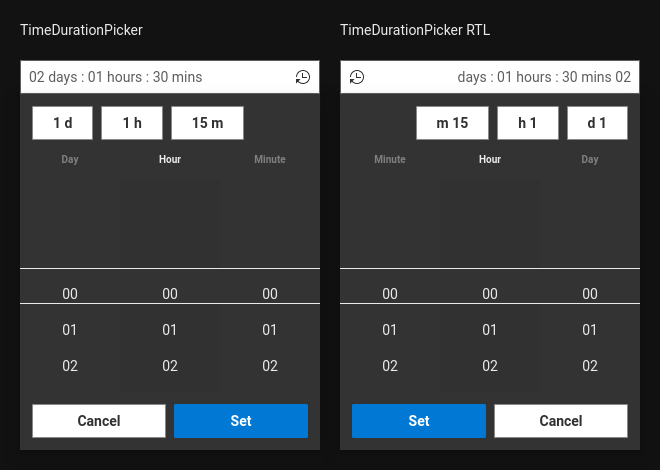 TimeDurationPicker
02 days : 01 hours : 30 mins
1 d 1 h 15 m
Day Hour Minute
00 00 00
01 01 01
02 02 02
Cancel Set
TimeDurationPicker RTL
days : 01 hours : 30 mins 02
m 15 h 1 d 1
Minute Hour Day
00 00 00
01 01 01
02 02 02
Set Cancel